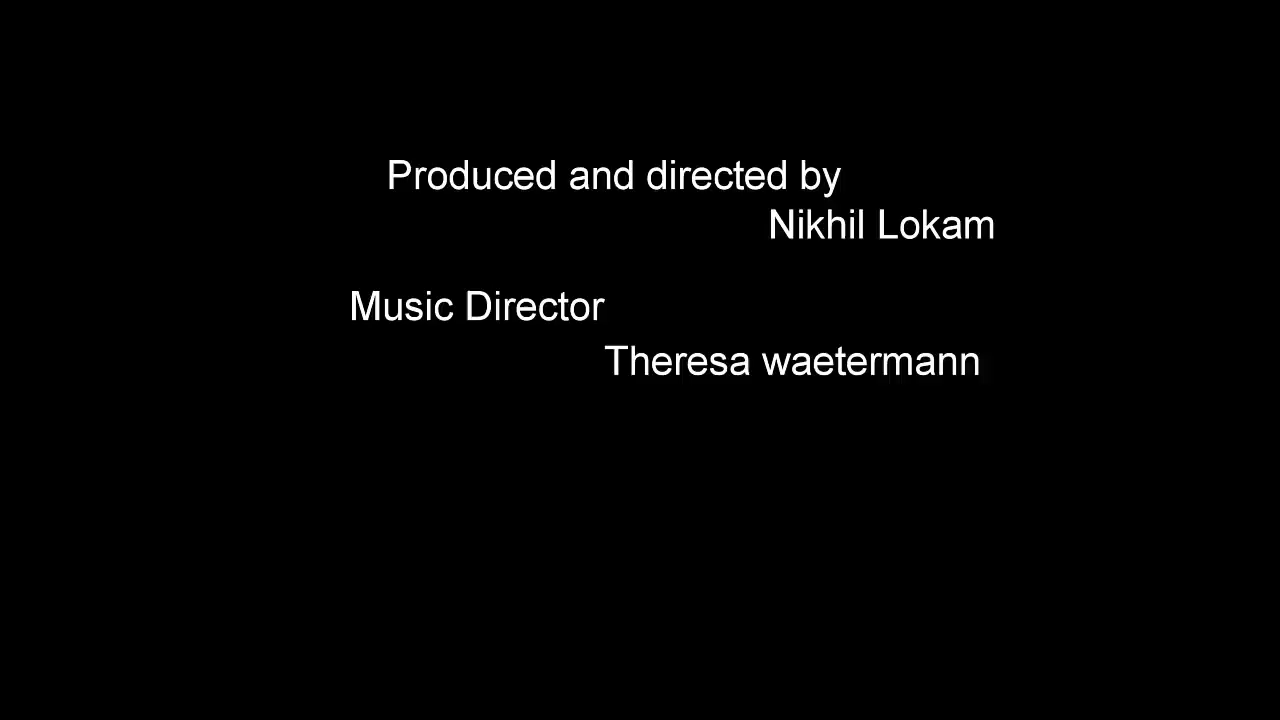 Produced and directed by
Nikhil Lokam
Music Director
Theresa waetermann